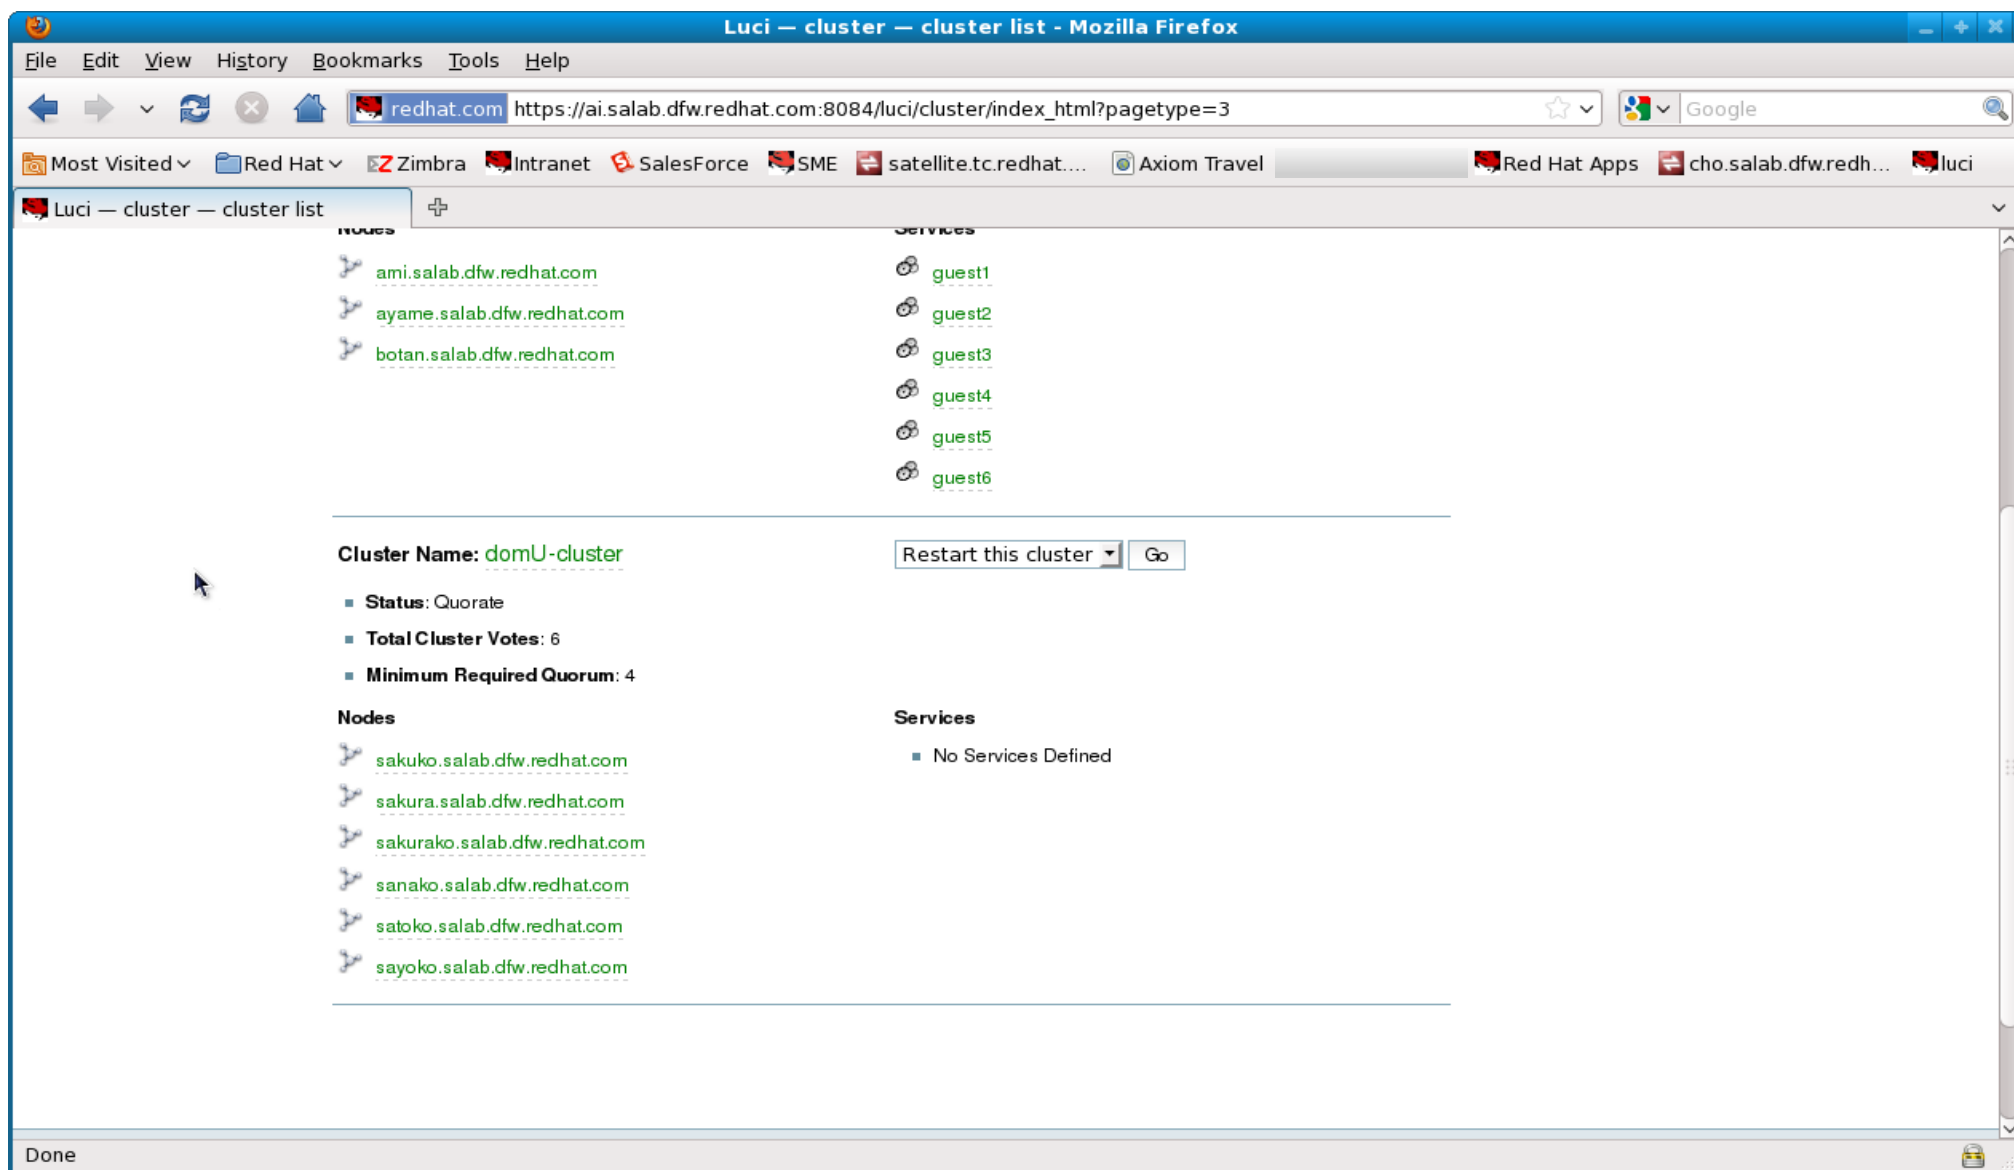 Luci — cluster — cluster list - Mozilla Firefox
File Edit View History Bookmarks Tools Help
redhat.com https://ai.salab.dfw.redhat.com:8084/luci/cluster/index_html?pagetype=3 Google
Most Visited Red Hat Zimbra Intranet SalesForce SME satellite.tc.redhat.... Axiom Travel Red Hat Apps cho.salab.dfw.redh... luci
Luci — cluster — cluster list
Nodes Services
ami.salab.dfw.redhat.com guest1
ayame.salab.dfw.redhat.com guest2
botan.salab.dfw.redhat.com guest3
guest4
guest5
guest6
Cluster Name: domU-cluster Restart this cluster Go
Status: Quorate
Total Cluster Votes: 6
Minimum Required Quorum: 4
Nodes Services
sakuko.salab.dfw.redhat.com No Services Defined
sakura.salab.dfw.redhat.com
sakurako.salab.dfw.redhat.com
sanako.salab.dfw.redhat.com
satoko.salab.dfw.redhat.com
sayoko.salab.dfw.redhat.com
Done